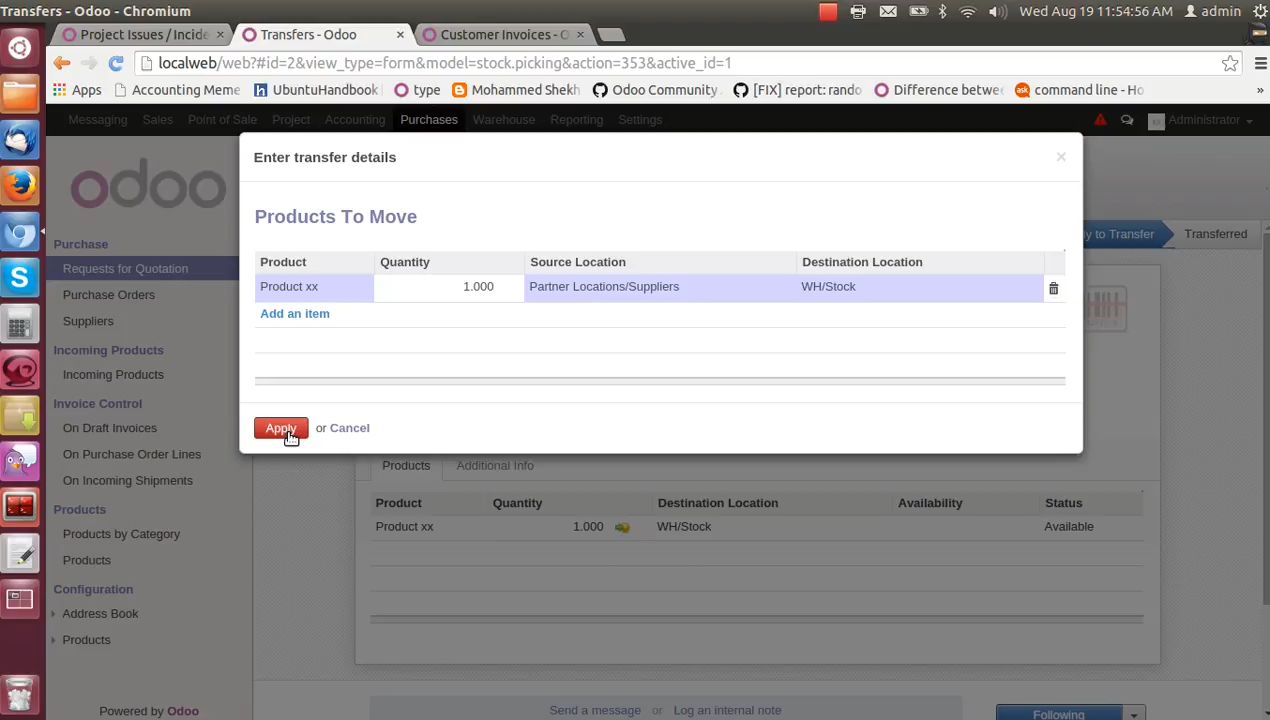 Transfers - Odoo - Chromium
Wed Aug 19 11:54:56 AM admin
Project Issues / Incide × Transfers - Odoo × Customer Invoices - O ×
localweb/web?#id=2&view_type=form&model=stock.picking&action=353&active_id=1
Apps Accounting Meme UbuntuHandbook type Mohammed Shekh Odoo Community [FIX] report: rando Difference betwe command line - Ho »
Messaging Sales Point of Sale Project Accounting Purchases Warehouse Reporting Settings Administrator
Enter transfer details ×
odoo
Products To Move
y to Transfer Transferred
Purchase
Requests for Quotation
Purchase Orders
Suppliers
Incoming Products
Incoming Products
Invoice Control
On Draft Invoices
On Purchase Order Lines
On Incoming Shipments
Products
Products by Category
Products
Configuration
Address Book
Products
Powered by Odoo
Product Quantity Source Location Destination Location
Product xx 1.000 Partner Locations/Suppliers WH/Stock
Add an item
Apply or Cancel
Products Additional Info
Product Quantity Destination Location Availability Status
Product xx 1.000 WH/Stock Available
Send a message or Log an internal note
Following